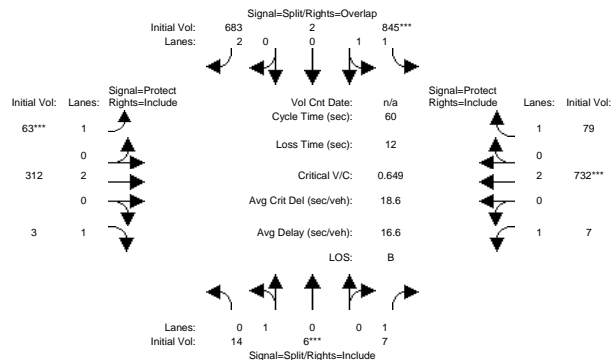 Signal=Split/Rights=Overlap
Initial Vol: 683 2 845***
Lanes: 2 0 0 1 1
Signal=Protect Signal=Protect
Initial Vol: Lanes: Rights=Include Vol Cnt Date: n/a Rights=Include Lanes: Initial Vol:
Cycle Time (sec): 60
63*** 1 1 79
Loss Time (sec): 12
0 0
312 2 Critical V/C: 0.649 2 732***
0 Avg Crit Del (sec/veh): 18.6 0
3 1 Avg Delay (sec/veh): 16.6 1 7
LOS: B
Lanes: 0 1 0 0 1
Initial Vol: 14 6*** 7
Signal=Split/Rights=Include